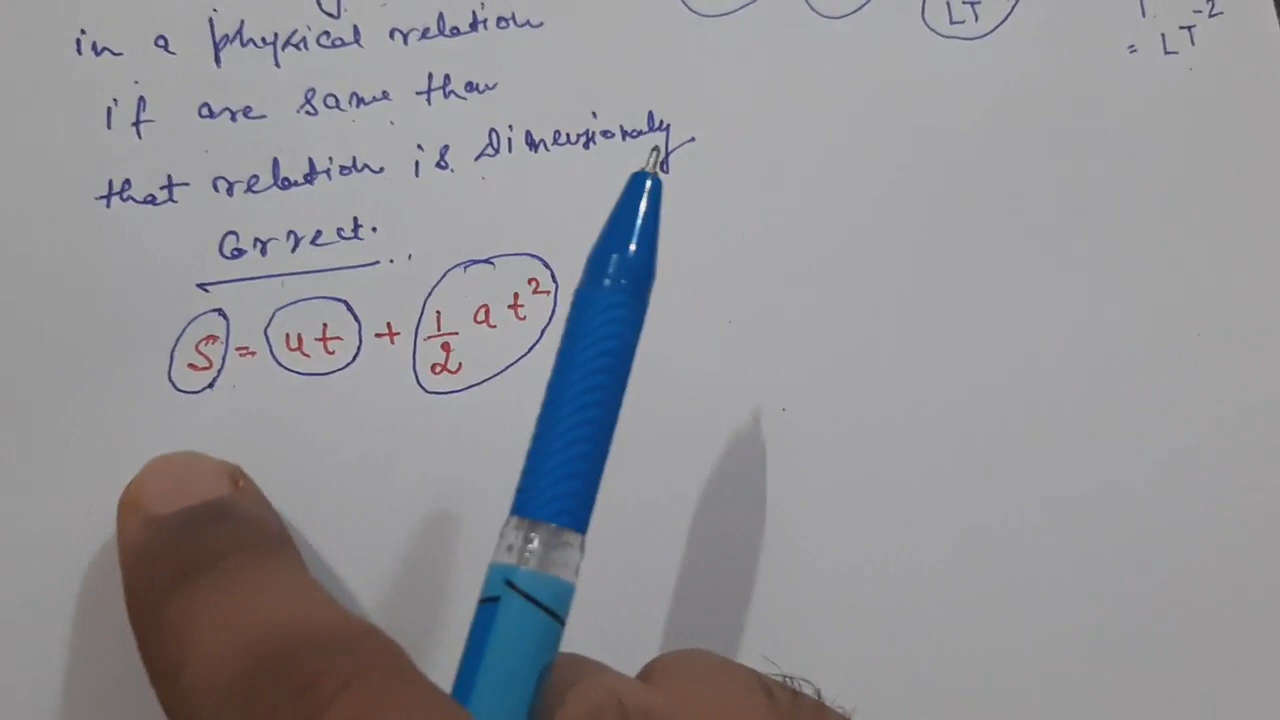 in a physical relation
if are same than
that relation is Dimensionaly
Correct.
S = ut + 1/2 at²
LT
= LT⁻²